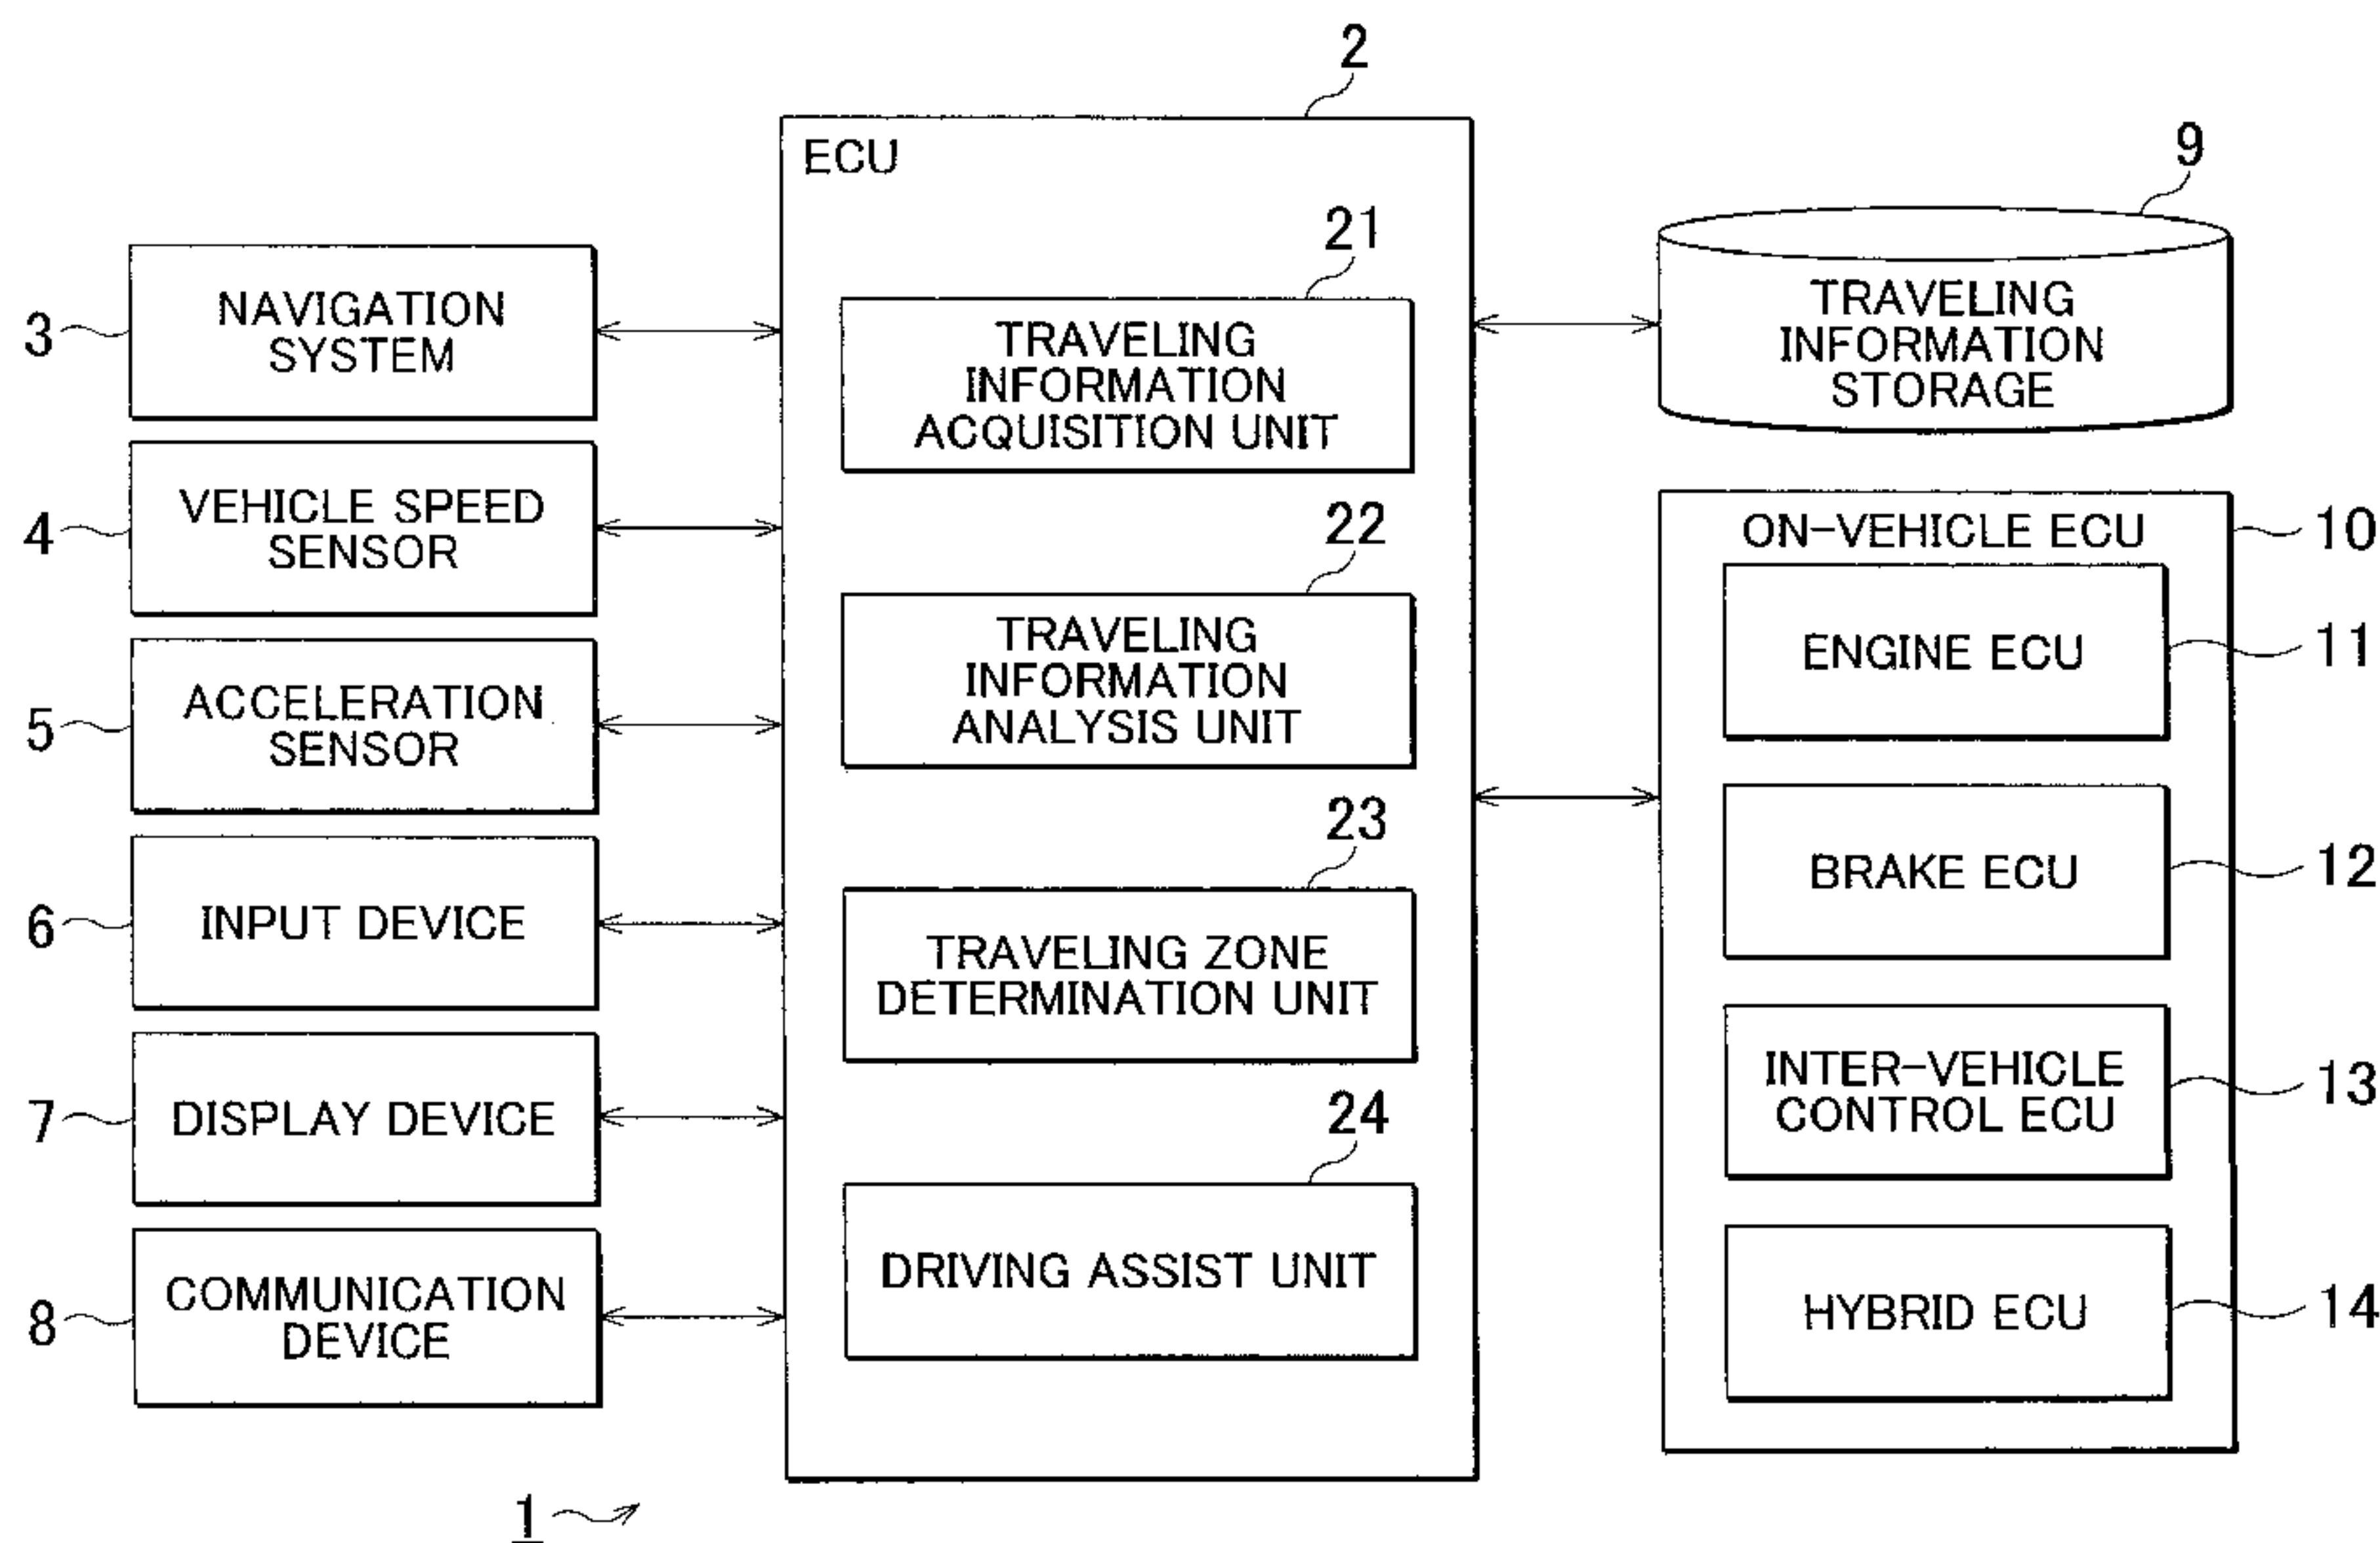 2
ECU
9
21
3
NAVIGATION
SYSTEM
TRAVELING
INFORMATION
ACQUISITION UNIT
TRAVELING
INFORMATION
STORAGE
4
VEHICLE SPEED
SENSOR
22
ON-VEHICLE ECU
10
TRAVELING
INFORMATION
ANALYSIS UNIT
ENGINE ECU
11
5
ACCELERATION
SENSOR
23
BRAKE ECU
12
6
INPUT DEVICE
TRAVELING ZONE
DETERMINATION UNIT
7
DISPLAY DEVICE
24
INTER-VEHICLE
CONTROL ECU
13
8
COMMUNICATION
DEVICE
DRIVING ASSIST UNIT
HYBRID ECU
14
1